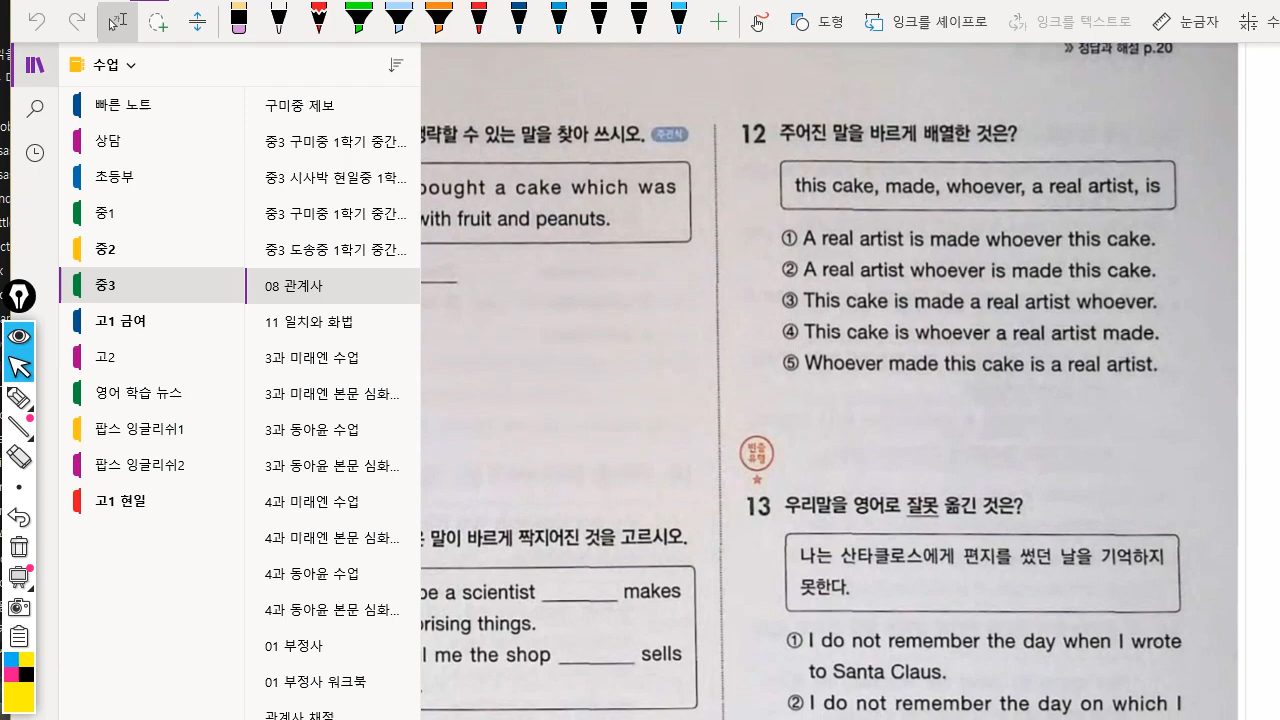 도형
잉크를 셰이프로
잉크를 텍스트로
눈금자
수
수업
빠른 노트
상담
초등부
중1
중2
중3
고1 급여
고2
영어 학습 뉴스
팝스 잉글리쉬1
팝스 잉글리쉬2
고1 현일
구미중 제보
중3 구미중 1학기 중간...
중3 시사박 현일중 1학...
중3 구미중 1학기 중간...
중3 도송중 1학기 중간...
08 관계사
11 일치와 화법
3과 미래엔 수업
3과 미래엔 본문 심화...
3과 동아윤 수업
3과 동아윤 본문 심화...
4과 미래엔 수업
4과 미래엔 본문 심화...
4과 동아윤 수업
4과 동아윤 본문 심화...
01 부정사
01 부정사 워크북
관계사 채점
생략할 수 있는 말을 찾아 쓰시오. 주관식
bought a cake which was
with fruit and peanuts.
말이 바르게 짝지어진 것을 고르시오.
be a scientist ________ makes
prising things.
l me the shop ________ sells
» 정답과 해설 p.20
12 주어진 말을 바르게 배열한 것은?
this cake, made, whoever, a real artist, is
① A real artist is made whoever this cake.
② A real artist whoever is made this cake.
③ This cake is made a real artist whoever.
④ This cake is whoever a real artist made.
⑤ Whoever made this cake is a real artist.
빈출
유형
13 우리말을 영어로 잘못 옮긴 것은?
나는 산타클로스에게 편지를 썼던 날을 기억하지
못한다.
① I do not remember the day when I wrote
to Santa Claus.
② I do not remember the day on which I